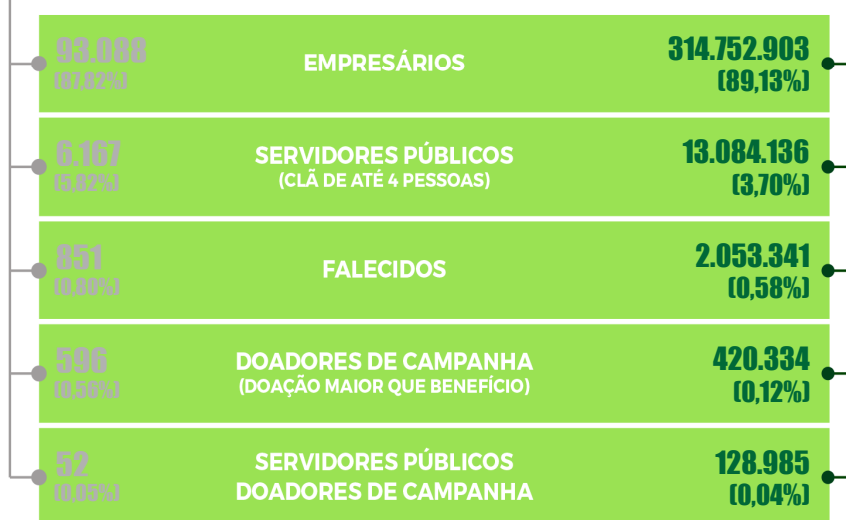 93.088
(87,82%)
EMPRESÁRIOS
314.752.903
(89,13%)
6.167
(5,82%)
SERVIDORES PÚBLICOS
(CLÃ DE ATÉ 4 PESSOAS)
13.084.136
(3,70%)
851
(0,80%)
FALECIDOS
2.053.341
(0,58%)
596
(0,56%)
DOADORES DE CAMPANHA
(DOAÇÃO MAIOR QUE BENEFÍCIO)
420.334
(0,12%)
52
(0,05%)
SERVIDORES PÚBLICOS
DOADORES DE CAMPANHA
128.985
(0,04%)